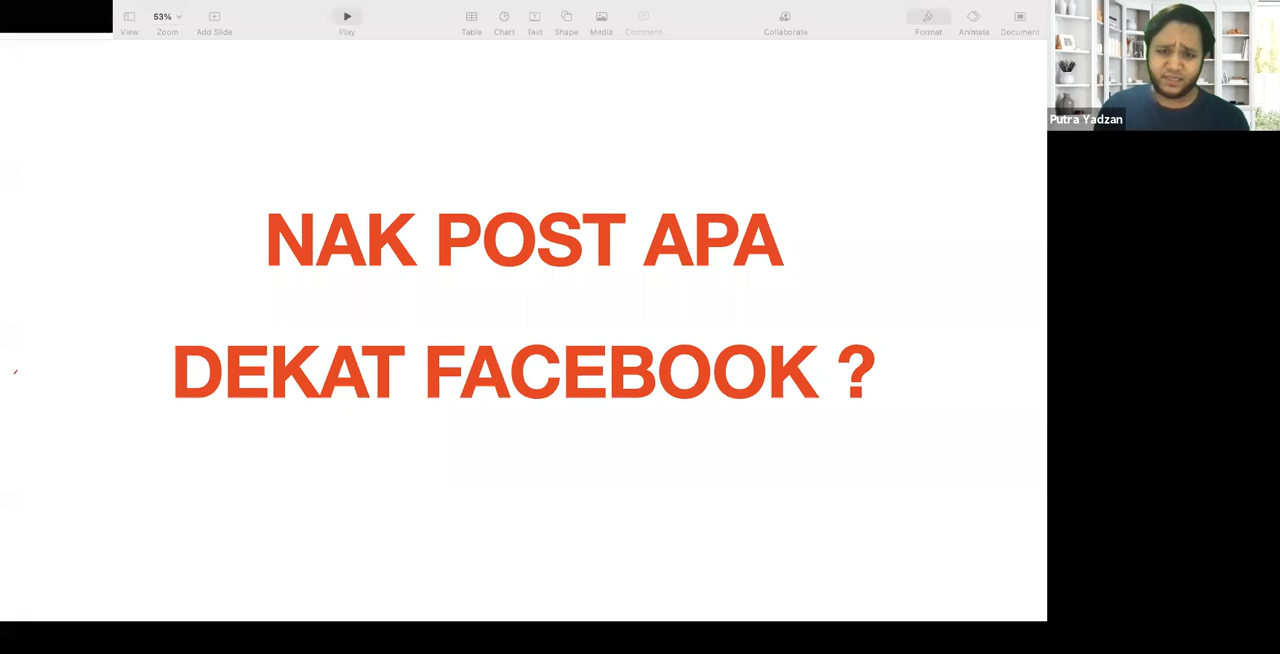 53%
View
Zoom
Add Slide
Play
Table
Chart
Text
Shape
Media
Comment
Collaborate
Format
Animate
Document
Putra Yadzan
NAK POST APA
DEKAT FACEBOOK ?